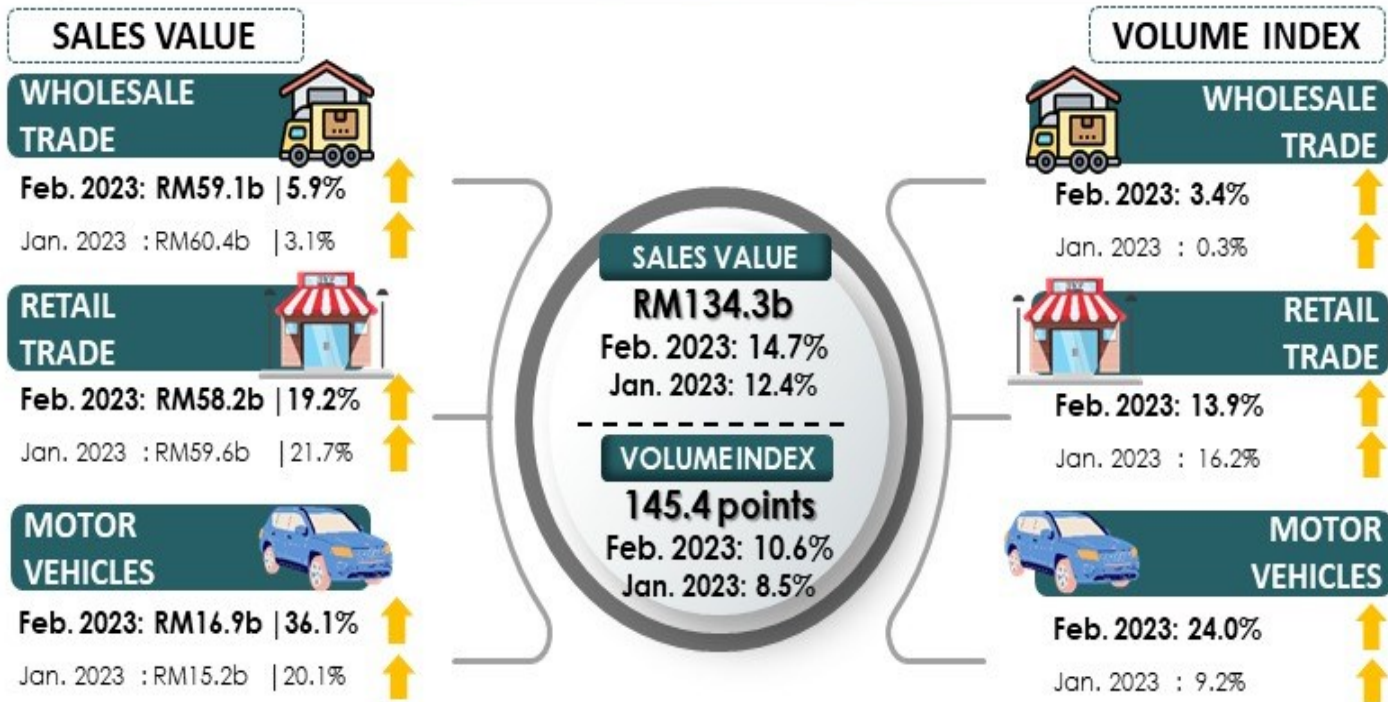 SALES VALUE
WHOLESALE
TRADE
Feb. 2023: RM59.1b | 5.9%
Jan. 2023 : RM60.4b | 3.1%
RETAIL
TRADE
Feb. 2023: RM58.2b | 19.2%
Jan. 2023 : RM59.6b | 21.7%
MOTOR
VEHICLES
Feb. 2023: RM16.9b | 36.1%
Jan. 2023 : RM15.2b | 20.1%
SALES VALUE
RM134.3b
Feb. 2023: 14.7%
Jan. 2023: 12.4%
VOLUME INDEX
145.4 points
Feb. 2023: 10.6%
Jan. 2023: 8.5%
VOLUME INDEX
WHOLESALE
TRADE
Feb. 2023: 3.4%
Jan. 2023 : 0.3%
RETAIL
TRADE
Feb. 2023: 13.9%
Jan. 2023 : 16.2%
MOTOR
VEHICLES
Feb. 2023: 24.0%
Jan. 2023 : 9.2%